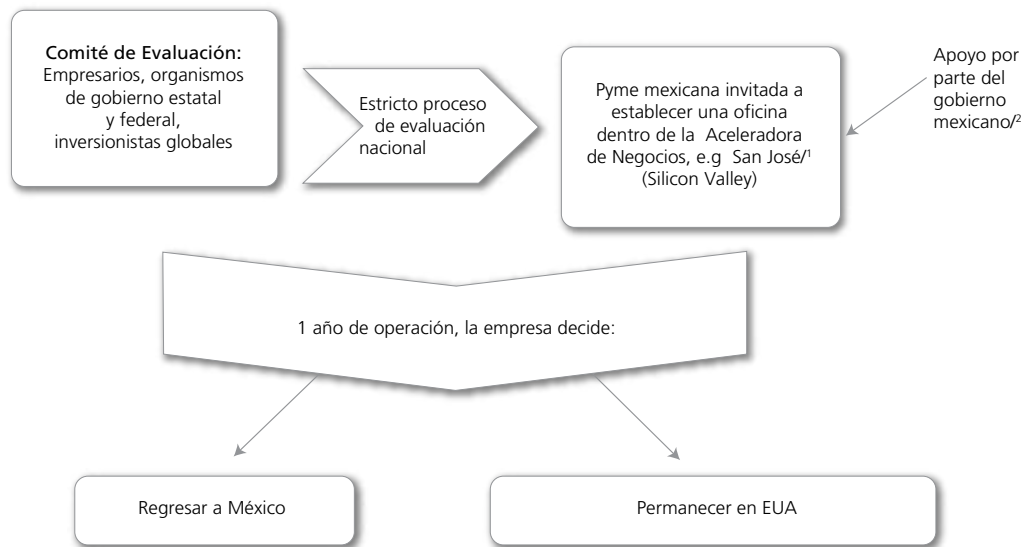 Comité de Evaluación:
Empresarios, organismos
de gobierno estatal
y federal,
inversionistas globales
Estricto proceso
de evaluación
nacional
Pyme mexicana invitada a
establecer una oficina
dentro de la Aceleradora
de Negocios, e.g San José/1
(Silicon Valley)
Apoyo por
parte del
gobierno
mexicano/2
1 año de operación, la empresa decide:
Regresar a México
Permanecer en EUA